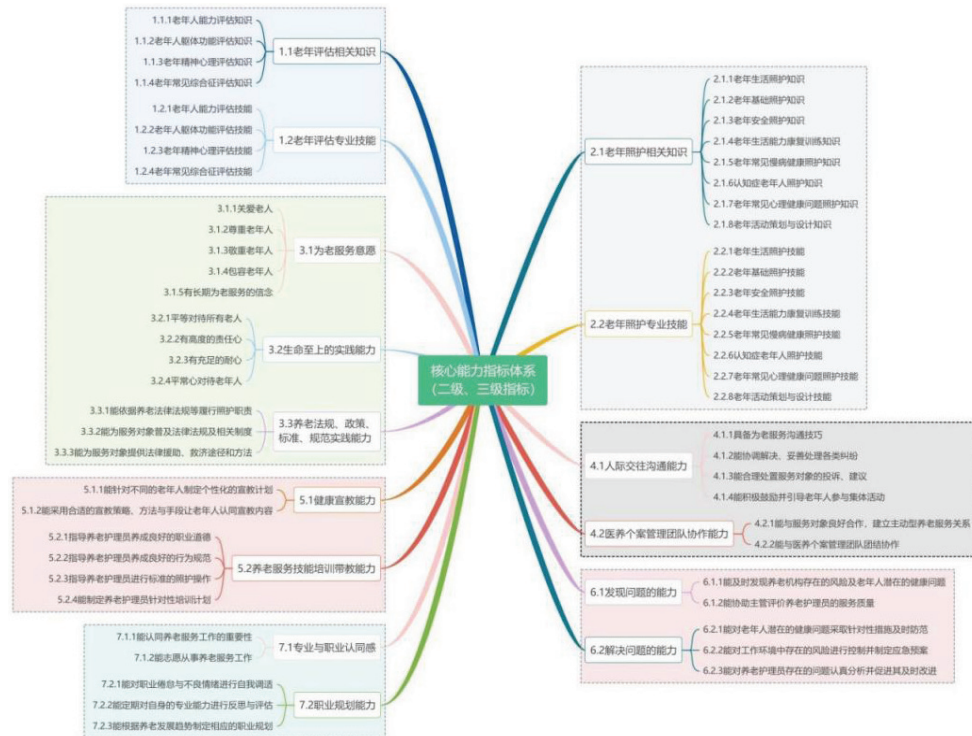 1.1.1老年人能力评估知识
1.1.2老年人躯体功能评估知识
1.1.3老年精神心理评估知识
1.1.4老年常见综合征评估知识
1.1老年评估相关知识
1.2.1老年人能力评估技能
1.2.2老年人躯体功能评估技能
1.2.3老年精神心理评估技能
1.2.4老年常见综合征评估技能
1.2老年评估专业技能
3.1.1关爱老人
3.1.2尊重老年人
3.1.3敬重老年人
3.1.4包容老年人
3.1.5有长期为老服务的信念
3.1为老服务意愿
3.2.1平等对待所有老人
3.2.2有高度的责任心
3.2.3有充足的耐心
3.2.4平常心对待老年人
3.2生命至上的实践能力
3.3.1能依据养老法律法规等履行照护职责
3.3.2能为服务对象普及法律法规及相关制度
3.3.3能为服务对象提供法律援助、救济途径和方法
3.3养老法规、政策、
标准、规范实践能力
5.1.1能针对不同的老年人制定个性化的宣教计划
5.1.2能采用合适的宣教策略、方法与手段让老年人认同宣教内容
5.1健康宣教能力
5.2.1指导养老护理员养成良好的职业道德
5.2.2指导养老护理员养成良好的行为规范
5.2.3指导养老护理员进行标准的照护操作
5.2.4能制定养老护理员针对性培训计划
5.2养老服务技能培训带教能力
7.1.1能认同养老服务工作的重要性
7.1.2能志愿从事养老服务工作
7.1专业与职业认同感
7.2.1能对职业倦怠与不良情绪进行自我调适
7.2.2能定期对自身的专业能力进行反思与评估
7.2.3能根据养老发展趋势制定相应的职业规划
7.2职业规划能力
核心能力指标体系
（二级、三级指标）
2.1老年照护相关知识
2.1.1老年生活照护知识
2.1.2老年基础照护知识
2.1.3老年安全照护知识
2.1.4老年生活能力康复训练知识
2.1.5老年常见慢病健康照护知识
2.1.6认知症老年人照护知识
2.1.7老年常见心理健康问题照护知识
2.1.8老年活动策划与设计知识
2.2老年照护专业技能
2.2.1老年生活照护技能
2.2.2老年基础照护技能
2.2.3老年安全照护技能
2.2.4老年生活能力康复训练技能
2.2.5老年常见慢病健康照护技能
2.2.6认知症老年人照护技能
2.2.7老年常见心理健康问题照护技能
2.2.8老年活动策划与设计技能
4.1人际交往沟通能力
4.1.1具备为老服务沟通技巧
4.1.2能协调解决、妥善处理各类纠纷
4.1.3能合理处置服务对象的投诉、建议
4.1.4能积极鼓励并引导老年人参与集体活动
4.2医养个案管理团队协作能力
4.2.1能与服务对象良好合作，建立主动型养老服务关系
4.2.2能与医养个案管理团队团结协作
6.1发现问题的能力
6.1.1能及时发现养老机构存在的风险及老年人潜在的健康问题
6.1.2能协助主管评价养老护理员的服务质量
6.2解决问题的能力
6.2.1能对老年人潜在的健康问题采取针对性措施及时防范
6.2.2能对工作环境中存在的风险进行控制并制定应急预案
6.2.3能对养老护理员存在的问题认真分析并促进其及时改进